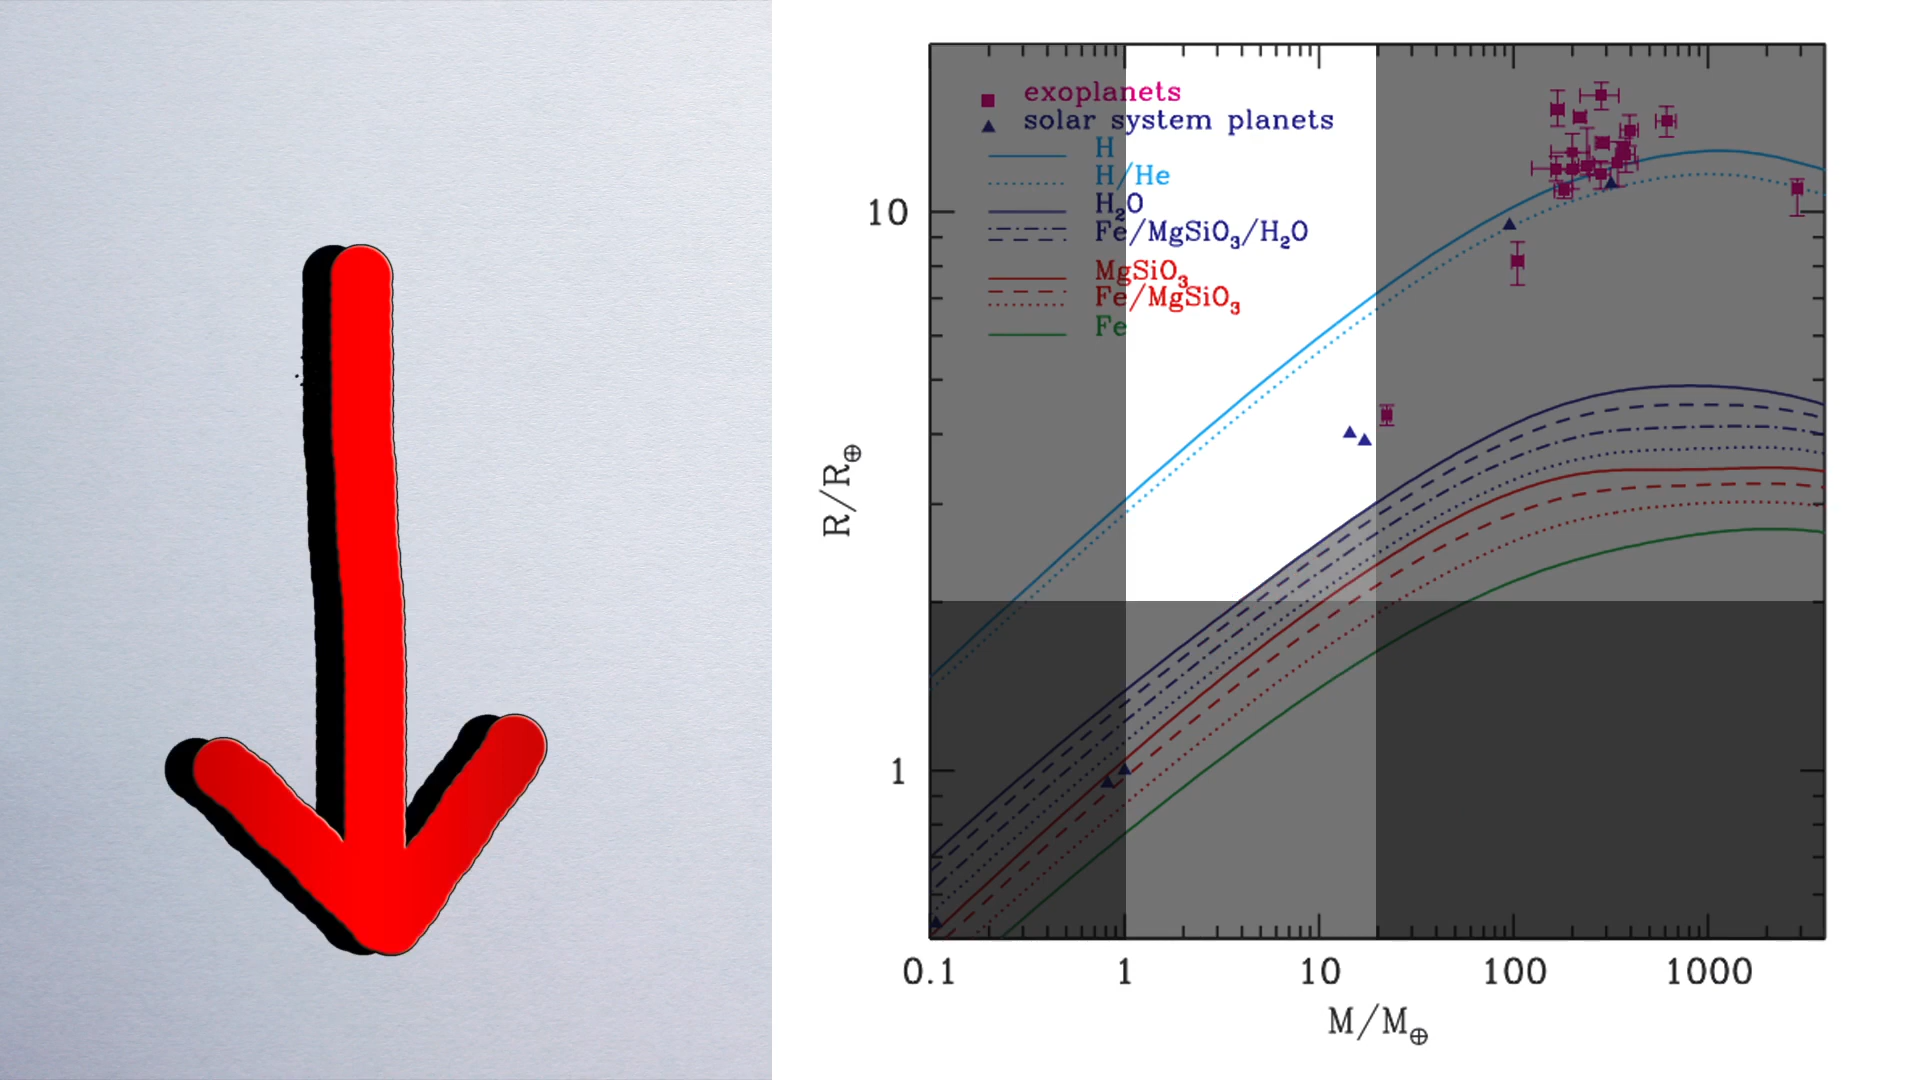 exoplanets
solar system planets
H
H/He
H₂O
Fe/MgSiO₃/H₂O
MgSiO₃
Fe/MgSiO₃
Fe
10
1
R/R⊕
0.1 1 10 100 1000
M/M⊕